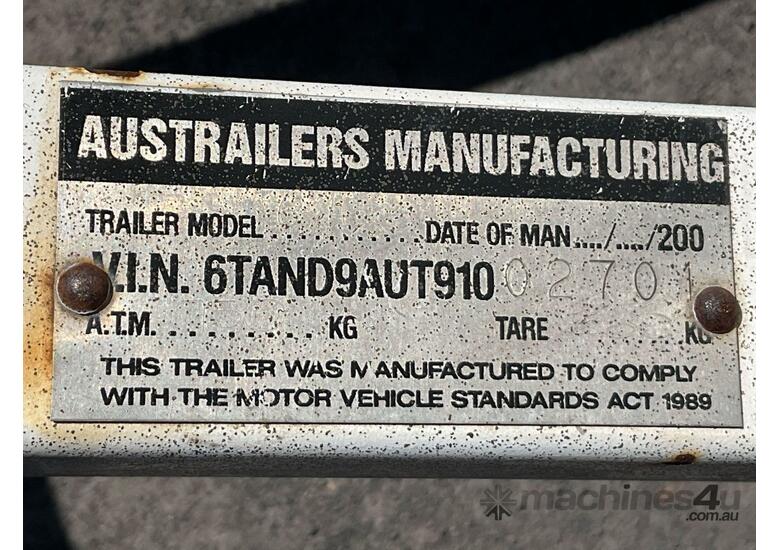 AUSTRAILERS MANUFACTURING
TRAILER MODEL.............. DATE OF MAN..../..../200
V.I.N. 6TAND9AUT91002701
A.T.M........... KG TARE ........KG
THIS TRAILER WAS MANUFACTURED TO COMPLY
WITH THE MOTOR VEHICLE STANDARDS ACT 1989
machines4u
.com.au